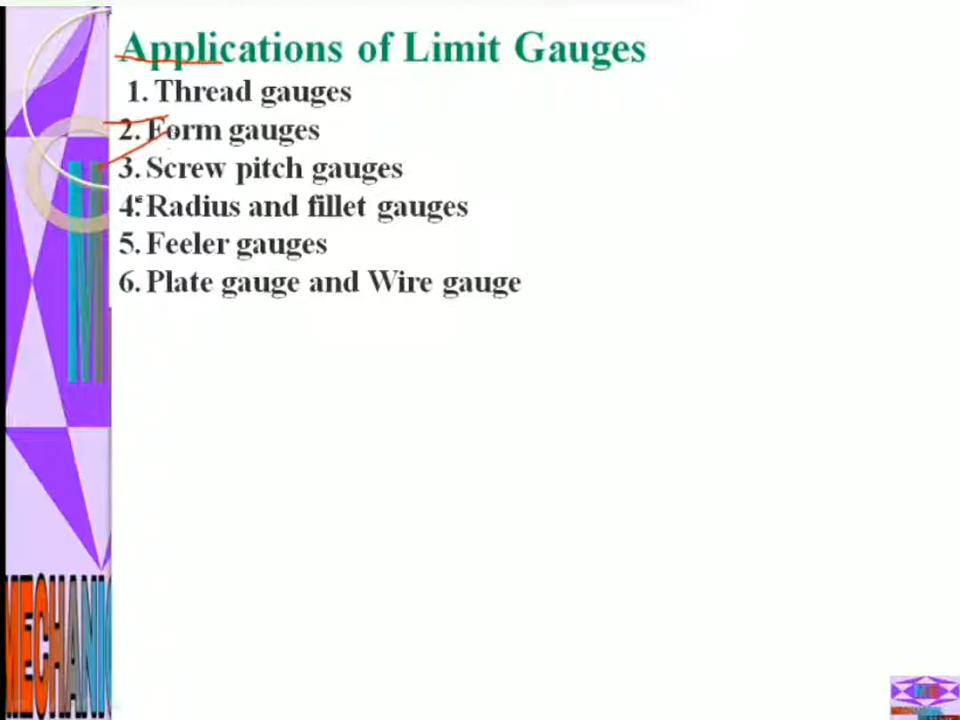 Applications of Limit Gauges
1. Thread gauges
2. Form gauges
3. Screw pitch gauges
4. Radius and fillet gauges
5. Feeler gauges
6. Plate gauge and Wire gauge
MECHANIC